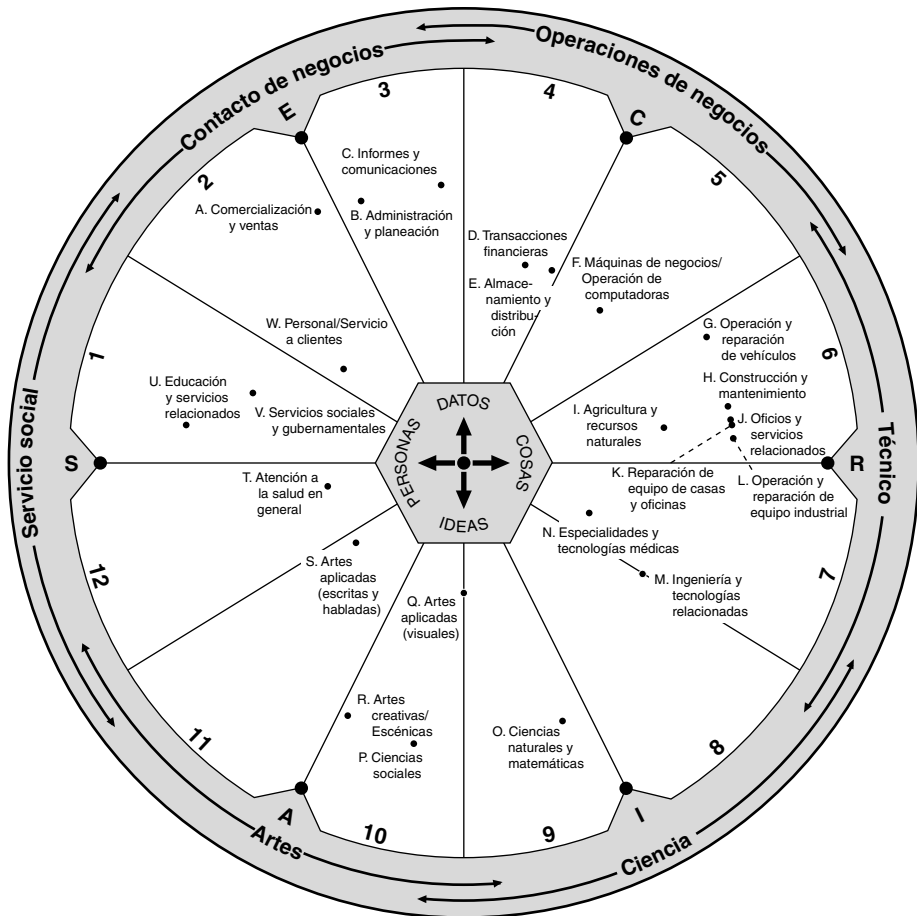 Contacto de negocios
Operaciones de negocios
Servicio social
Técnico
Artes
Ciencia
3
4
E
C
2
5
C. Informes y
comunicaciones
A. Comercialización
y ventas
B. Administración
y planeación
D. Transacciones
financieras
F. Máquinas de negocios/
Operación de
computadoras
E. Almace-
namiento y
distribu-
ción
W. Personal/Servicio
a clientes
G. Operación y
reparación
de vehículos
1
6
U. Educación
y servicios
relacionados
H. Construcción y
mantenimiento
V. Servicios sociales
y gubernamentales
I. Agricultura y
recursos
naturales
J. Oficios y
servicios
relacionados
DATOS
PERSONAS
COSAS
IDEAS
S
R
T. Atención a
la salud en
general
K. Reparación de
equipo de casas
y oficinas
L. Operación y
reparación de
equipo industrial
N. Especialidades y
tecnologías médicas
S. Artes
aplicadas
(escritas y
habladas)
M. Ingeniería y
tecnologías
relacionadas
12
7
Q. Artes
aplicadas
(visuales)
R. Artes
creativas/
Escénicas
P. Ciencias
sociales
O. Ciencias
naturales y
matemáticas
11
8
A
I
10
9